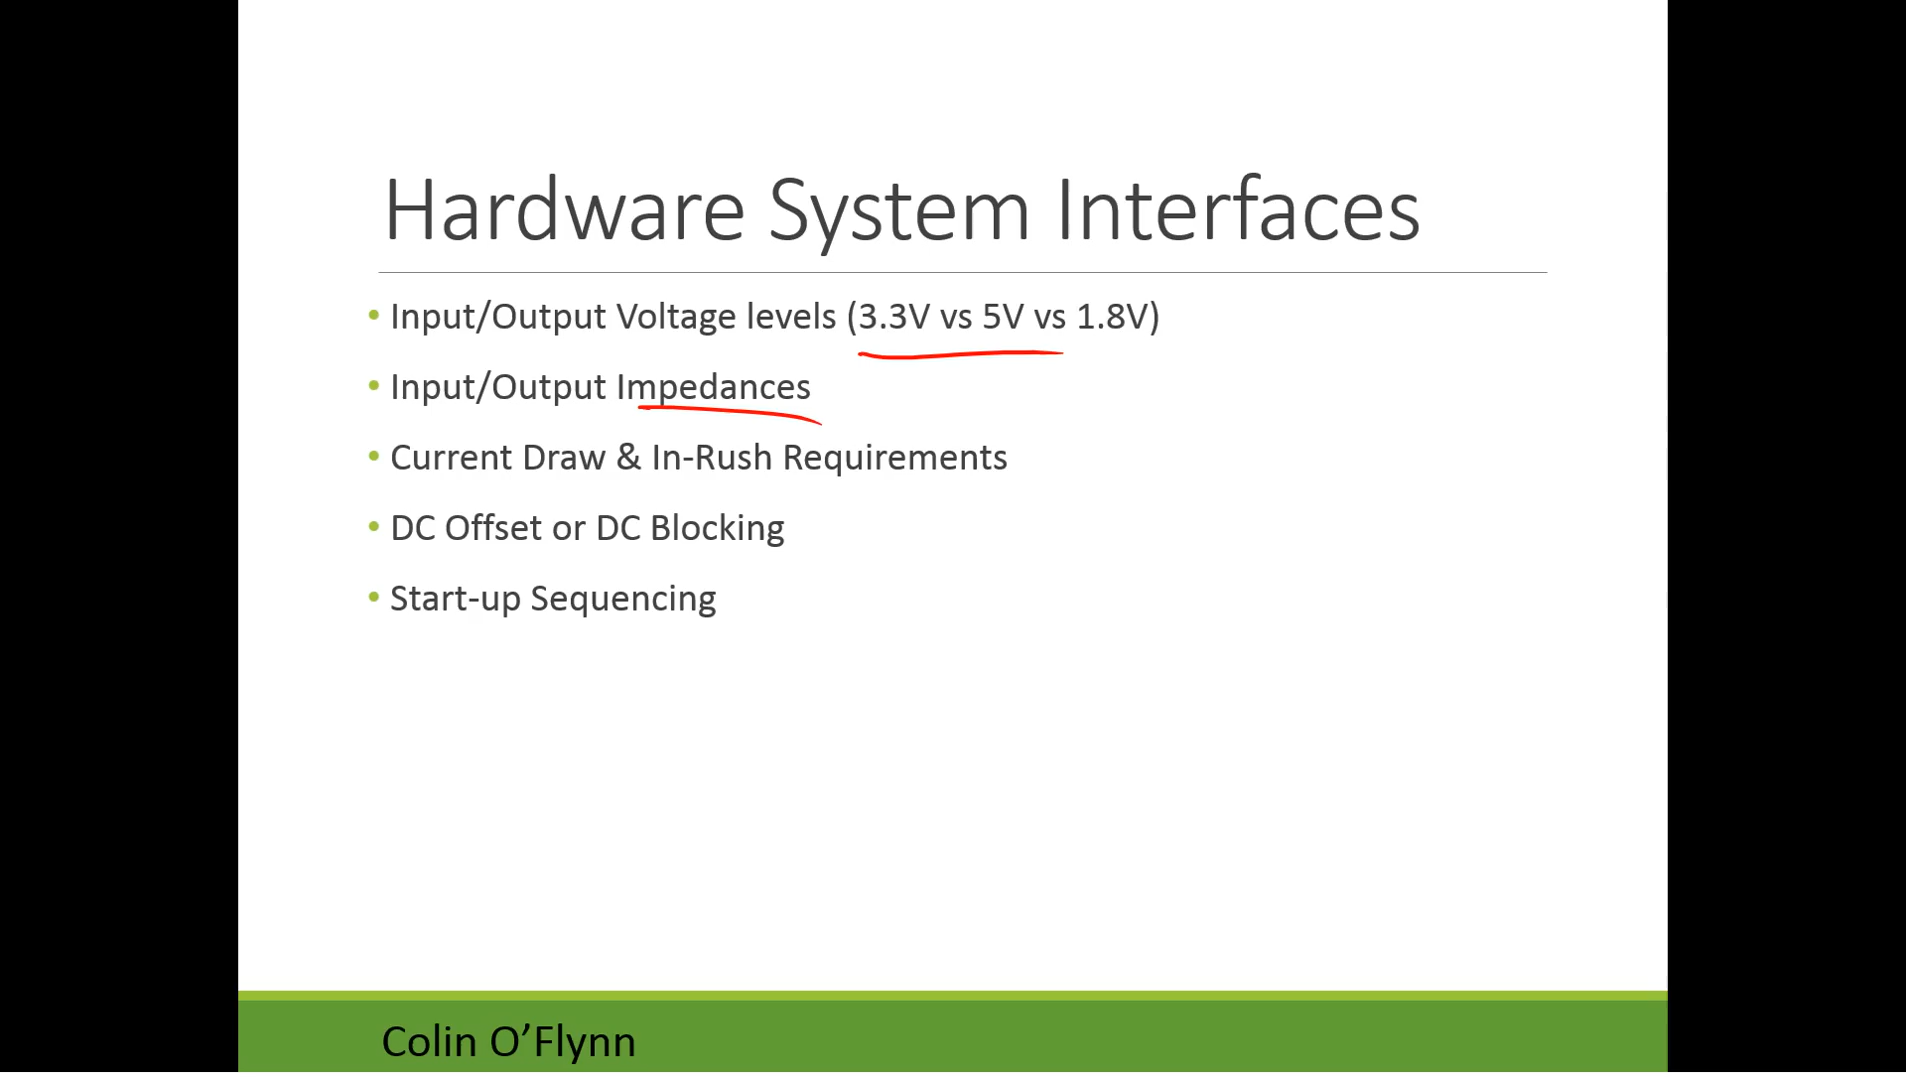 Hardware System Interfaces
• Input/Output Voltage levels (3.3V vs 5V vs 1.8V)
• Input/Output Impedances
• Current Draw & In-Rush Requirements
• DC Offset or DC Blocking
• Start-up Sequencing
Colin O’Flynn